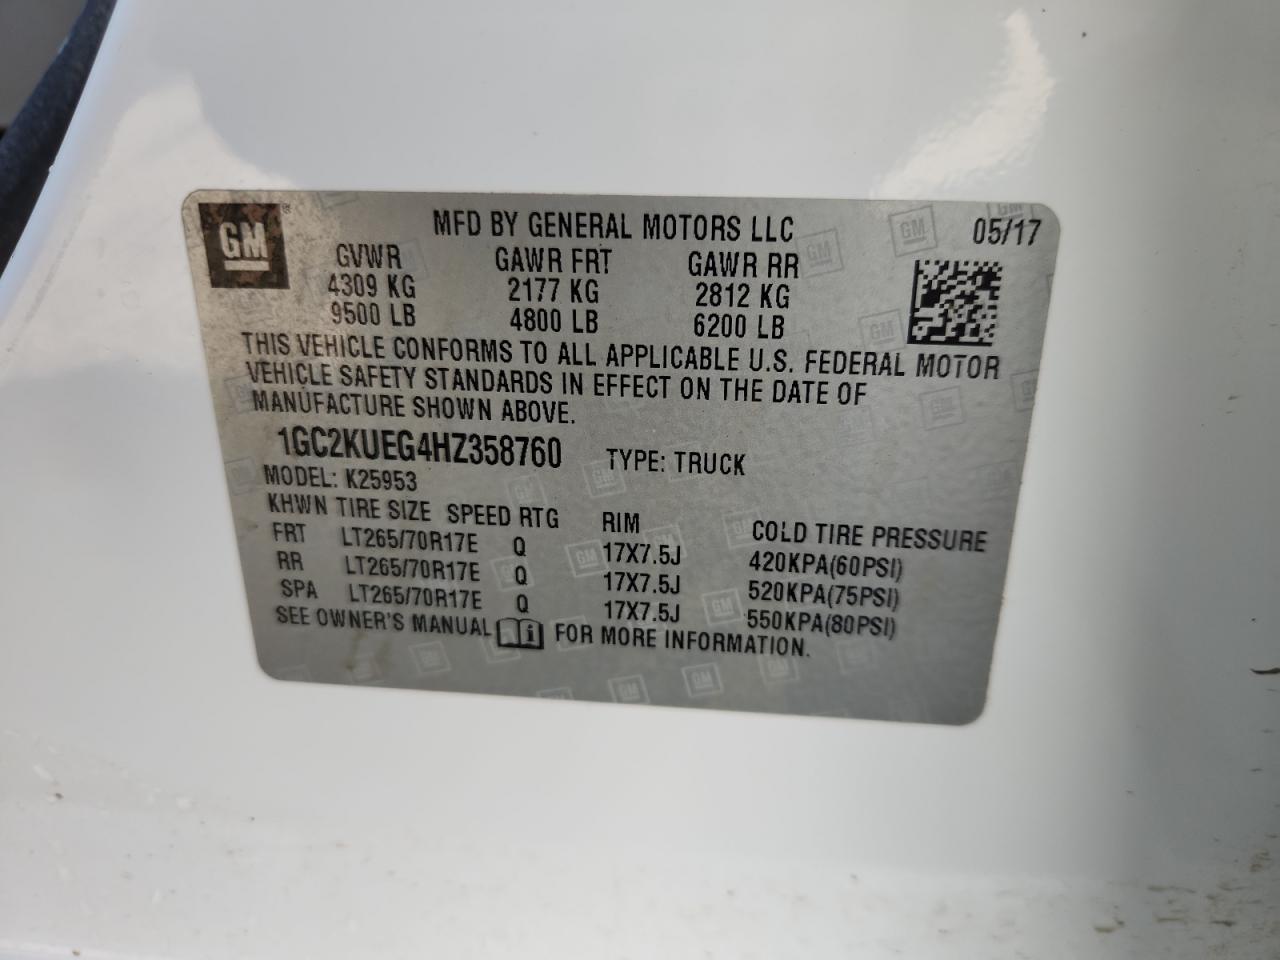 GM®
MFD BY GENERAL MOTORS LLC 05/17
GVWR GAWR FRT GAWR RR
4309 KG 2177 KG 2812 KG
9500 LB 4800 LB 6200 LB
THIS VEHICLE CONFORMS TO ALL APPLICABLE U.S. FEDERAL MOTOR
VEHICLE SAFETY STANDARDS IN EFFECT ON THE DATE OF
MANUFACTURE SHOWN ABOVE.
1GC2KUEG4HZ358760 TYPE: TRUCK
MODEL: K25953
KHWN TIRE SIZE SPEED RTG RIM COLD TIRE PRESSURE
FRT LT265/70R17E Q 17X7.5J 420KPA(60PSI)
RR LT265/70R17E Q 17X7.5J 520KPA(75PSI)
SPA LT265/70R17E Q 17X7.5J 550KPA(80PSI)
SEE OWNER'S MANUAL i FOR MORE INFORMATION.